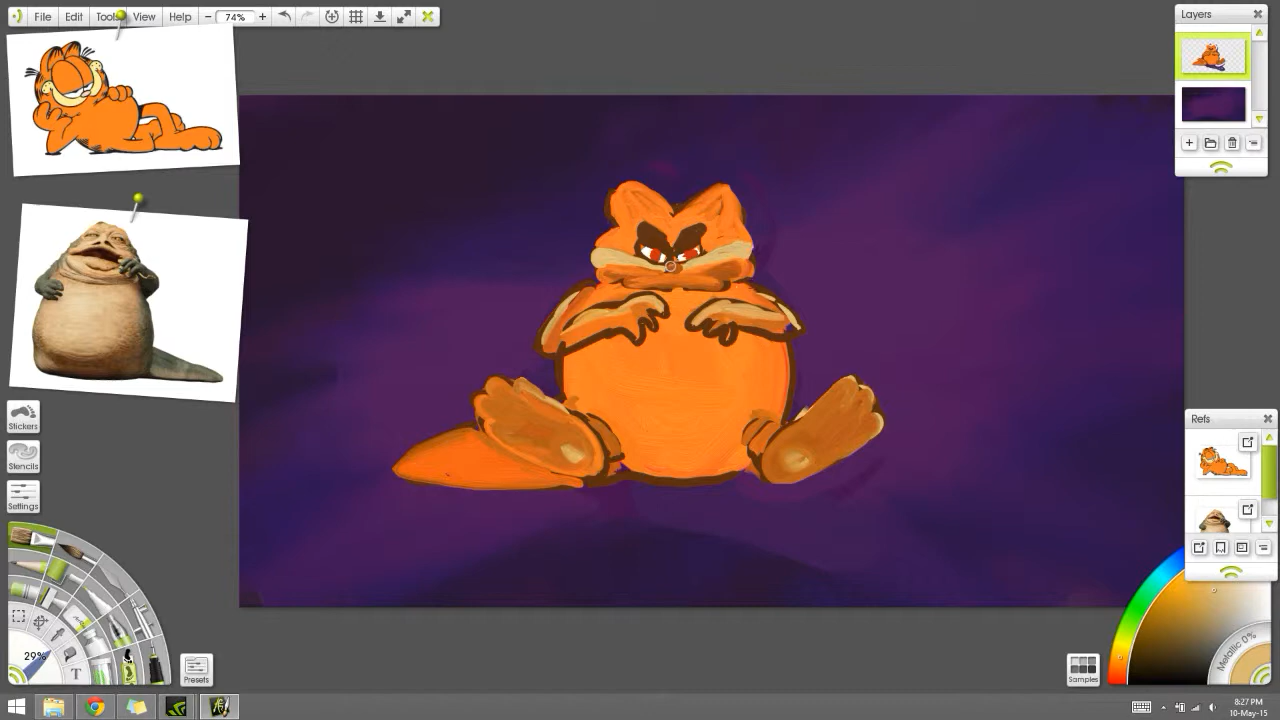 File Edit Tools View Help 74%
Layers
Stickers
Stencils
Settings
Refs
29%
T
Presets
Metallic 0%
Samples
8:27 PM
10-May-15